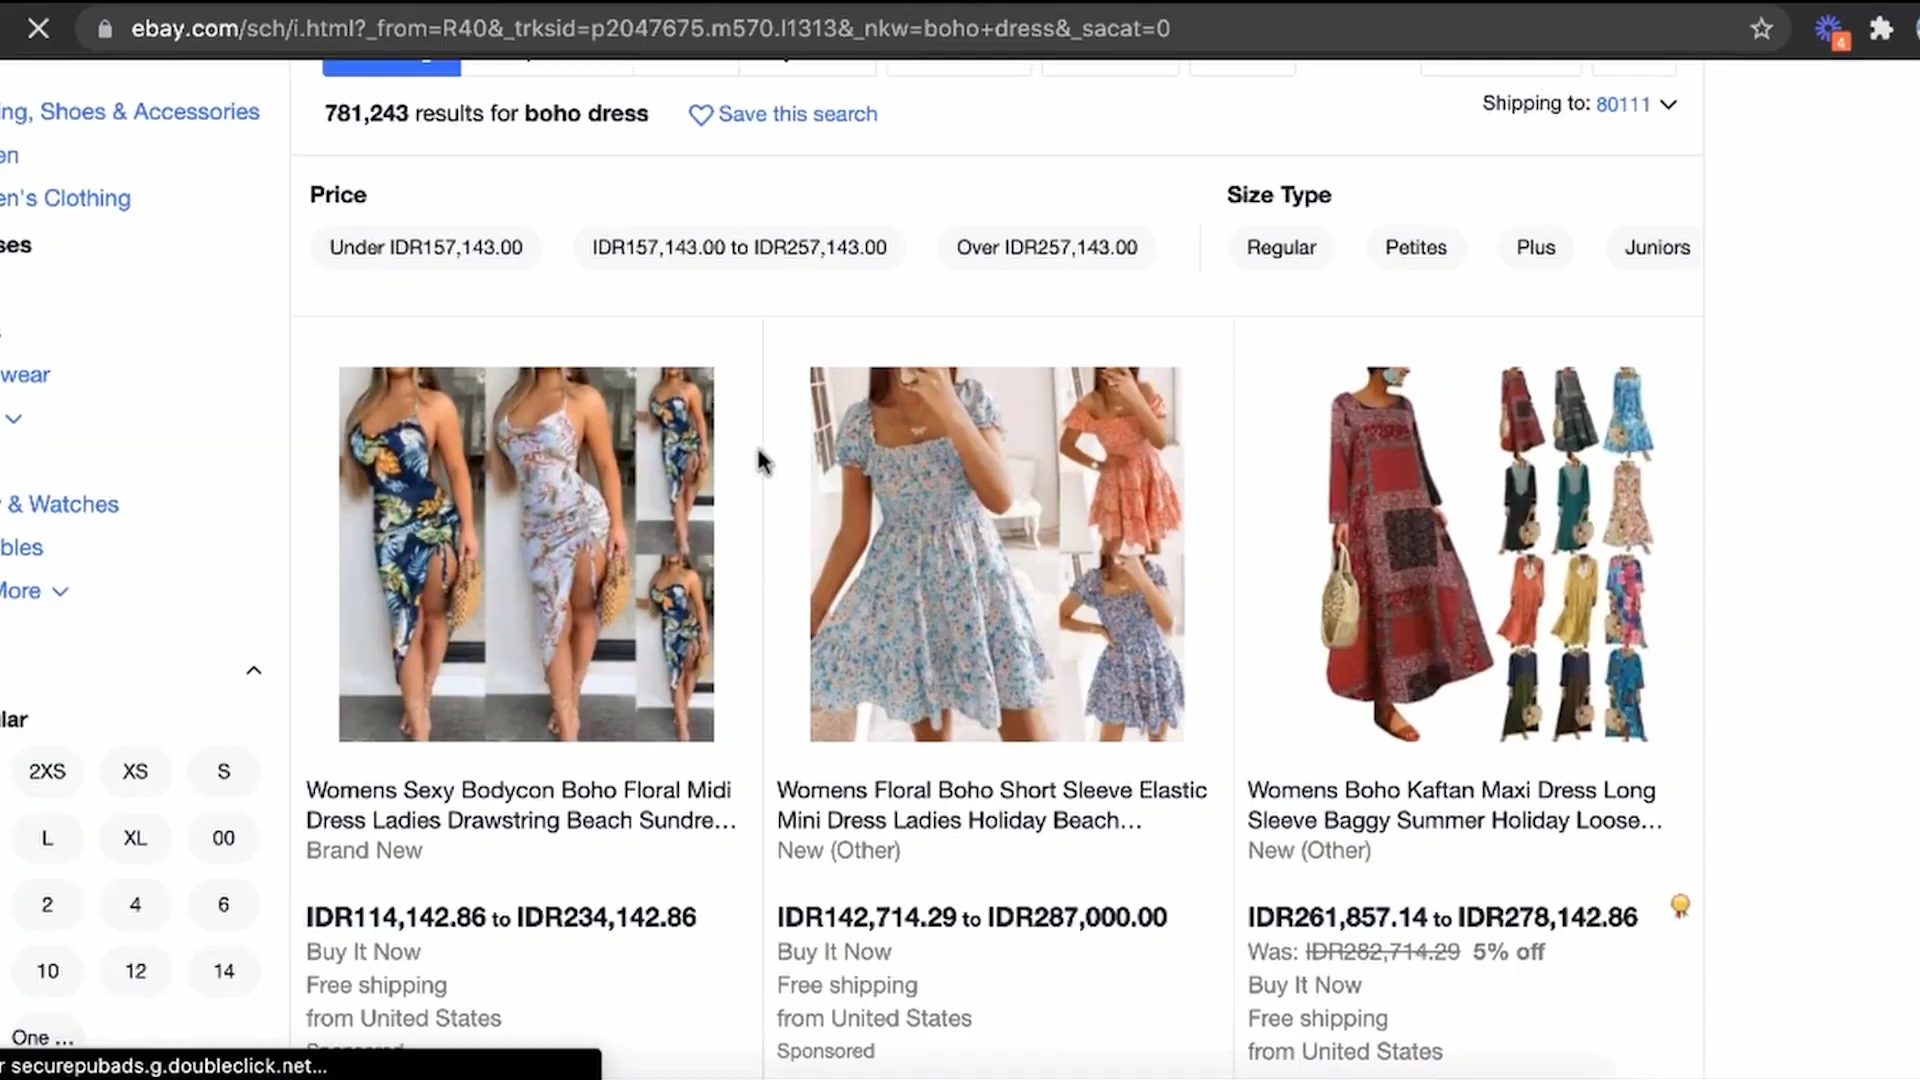 ebay.com/sch/i.html?_from=R40&_trksid=p2047675.m570.l1313&_nkw=boho+dress&_sacat=0
4
ing, Shoes & Accessories
en
en's Clothing
ses
wear
y & Watches
bles
More
lar
2XS XS S
L XL 00
2 4 6
10 12 14
One ...
781,243 results for boho dress
Save this search
Shipping to: 80111
Price
Under IDR157,143.00
IDR157,143.00 to IDR257,143.00
Over IDR257,143.00
Size Type
Regular
Petites
Plus
Juniors
Womens Sexy Bodycon Boho Floral Midi
Dress Ladies Drawstring Beach Sundre...
Brand New
IDR114,142.86 to IDR234,142.86
Buy It Now
Free shipping
from United States
Sponsored
Womens Floral Boho Short Sleeve Elastic
Mini Dress Ladies Holiday Beach...
New (Other)
IDR142,714.29 to IDR287,000.00
Buy It Now
Free shipping
from United States
Sponsored
Womens Boho Kaftan Maxi Dress Long
Sleeve Baggy Summer Holiday Loose...
New (Other)
IDR261,857.14 to IDR278,142.86
Was: IDR282,714.29 5% off
Buy It Now
Free shipping
from United States
r securepubads.g.doubleclick.net...